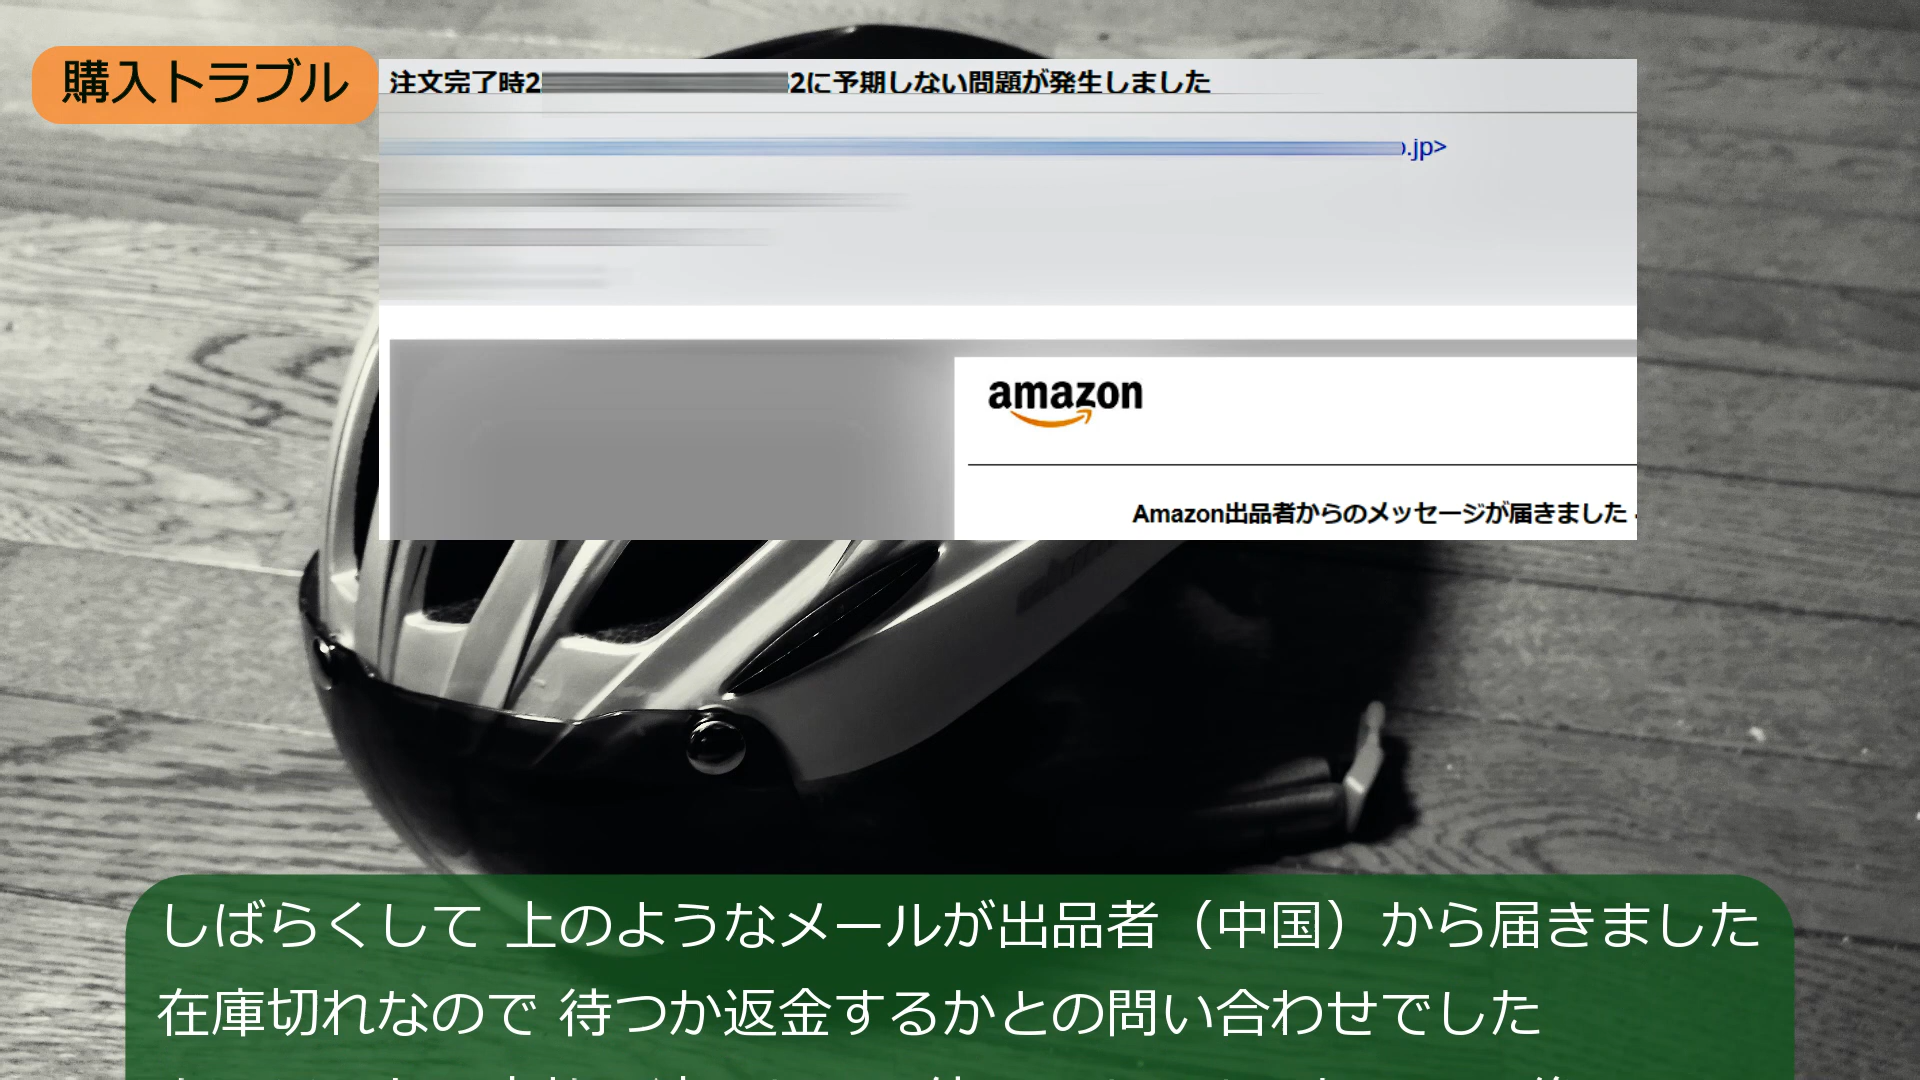 購入トラブル
注文完了時2 2に予期しない問題が発生しました
.jp>
amazon
Amazon出品者からのメッセージが届きました
しばらくして 上のようなメールが出品者（中国）から届きました
在庫切れなので 待つか返金するかとの問い合わせでした